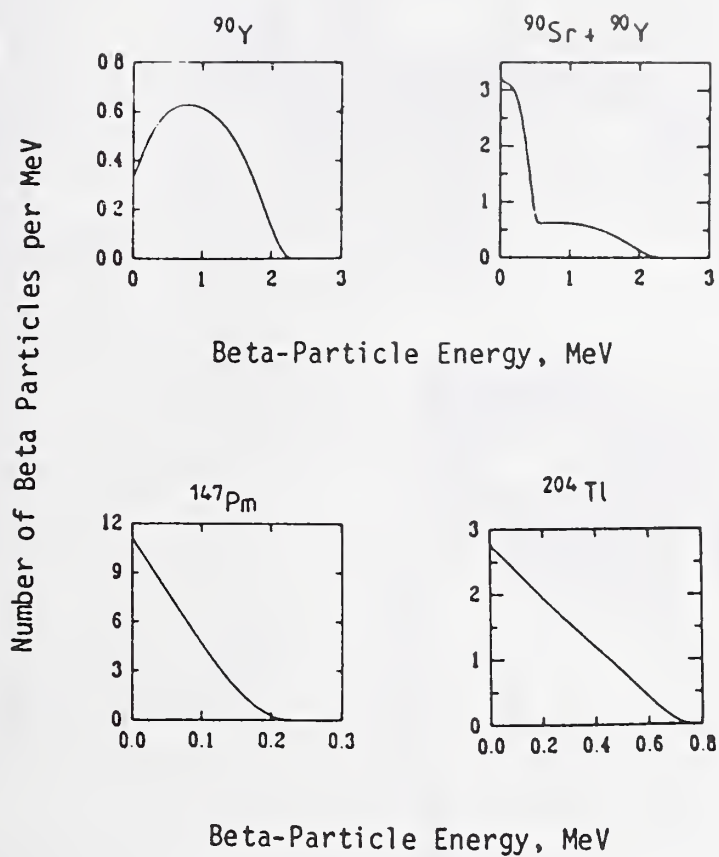 ⁹⁰Y
⁹⁰Sr + ⁹⁰Y
Number of Beta Particles per MeV
0.8
0.6
0.4
0.2
0.0
0 1 2 3
3
2
1
0
0 1 2 3
Beta-Particle Energy, MeV
¹⁴⁷Pm
²⁰⁴Tl
12
9
6
3
0
0.0 0.1 0.2 0.3
3
2
1
0
0.0 0.2 0.4 0.6 0.8
Beta-Particle Energy, MeV